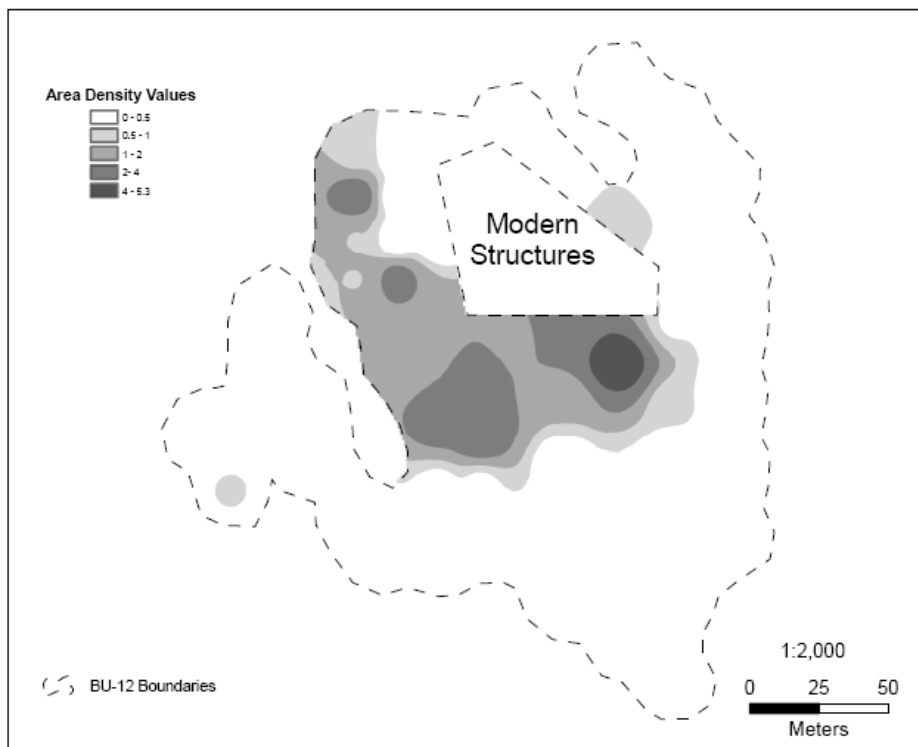 Area Density Values
0 - 0.5
0.5 - 1
1 - 2
2- 4
4 - 5.3
Modern
Structures
BU-12 Boundaries
1:2,000
0 25 50
Meters